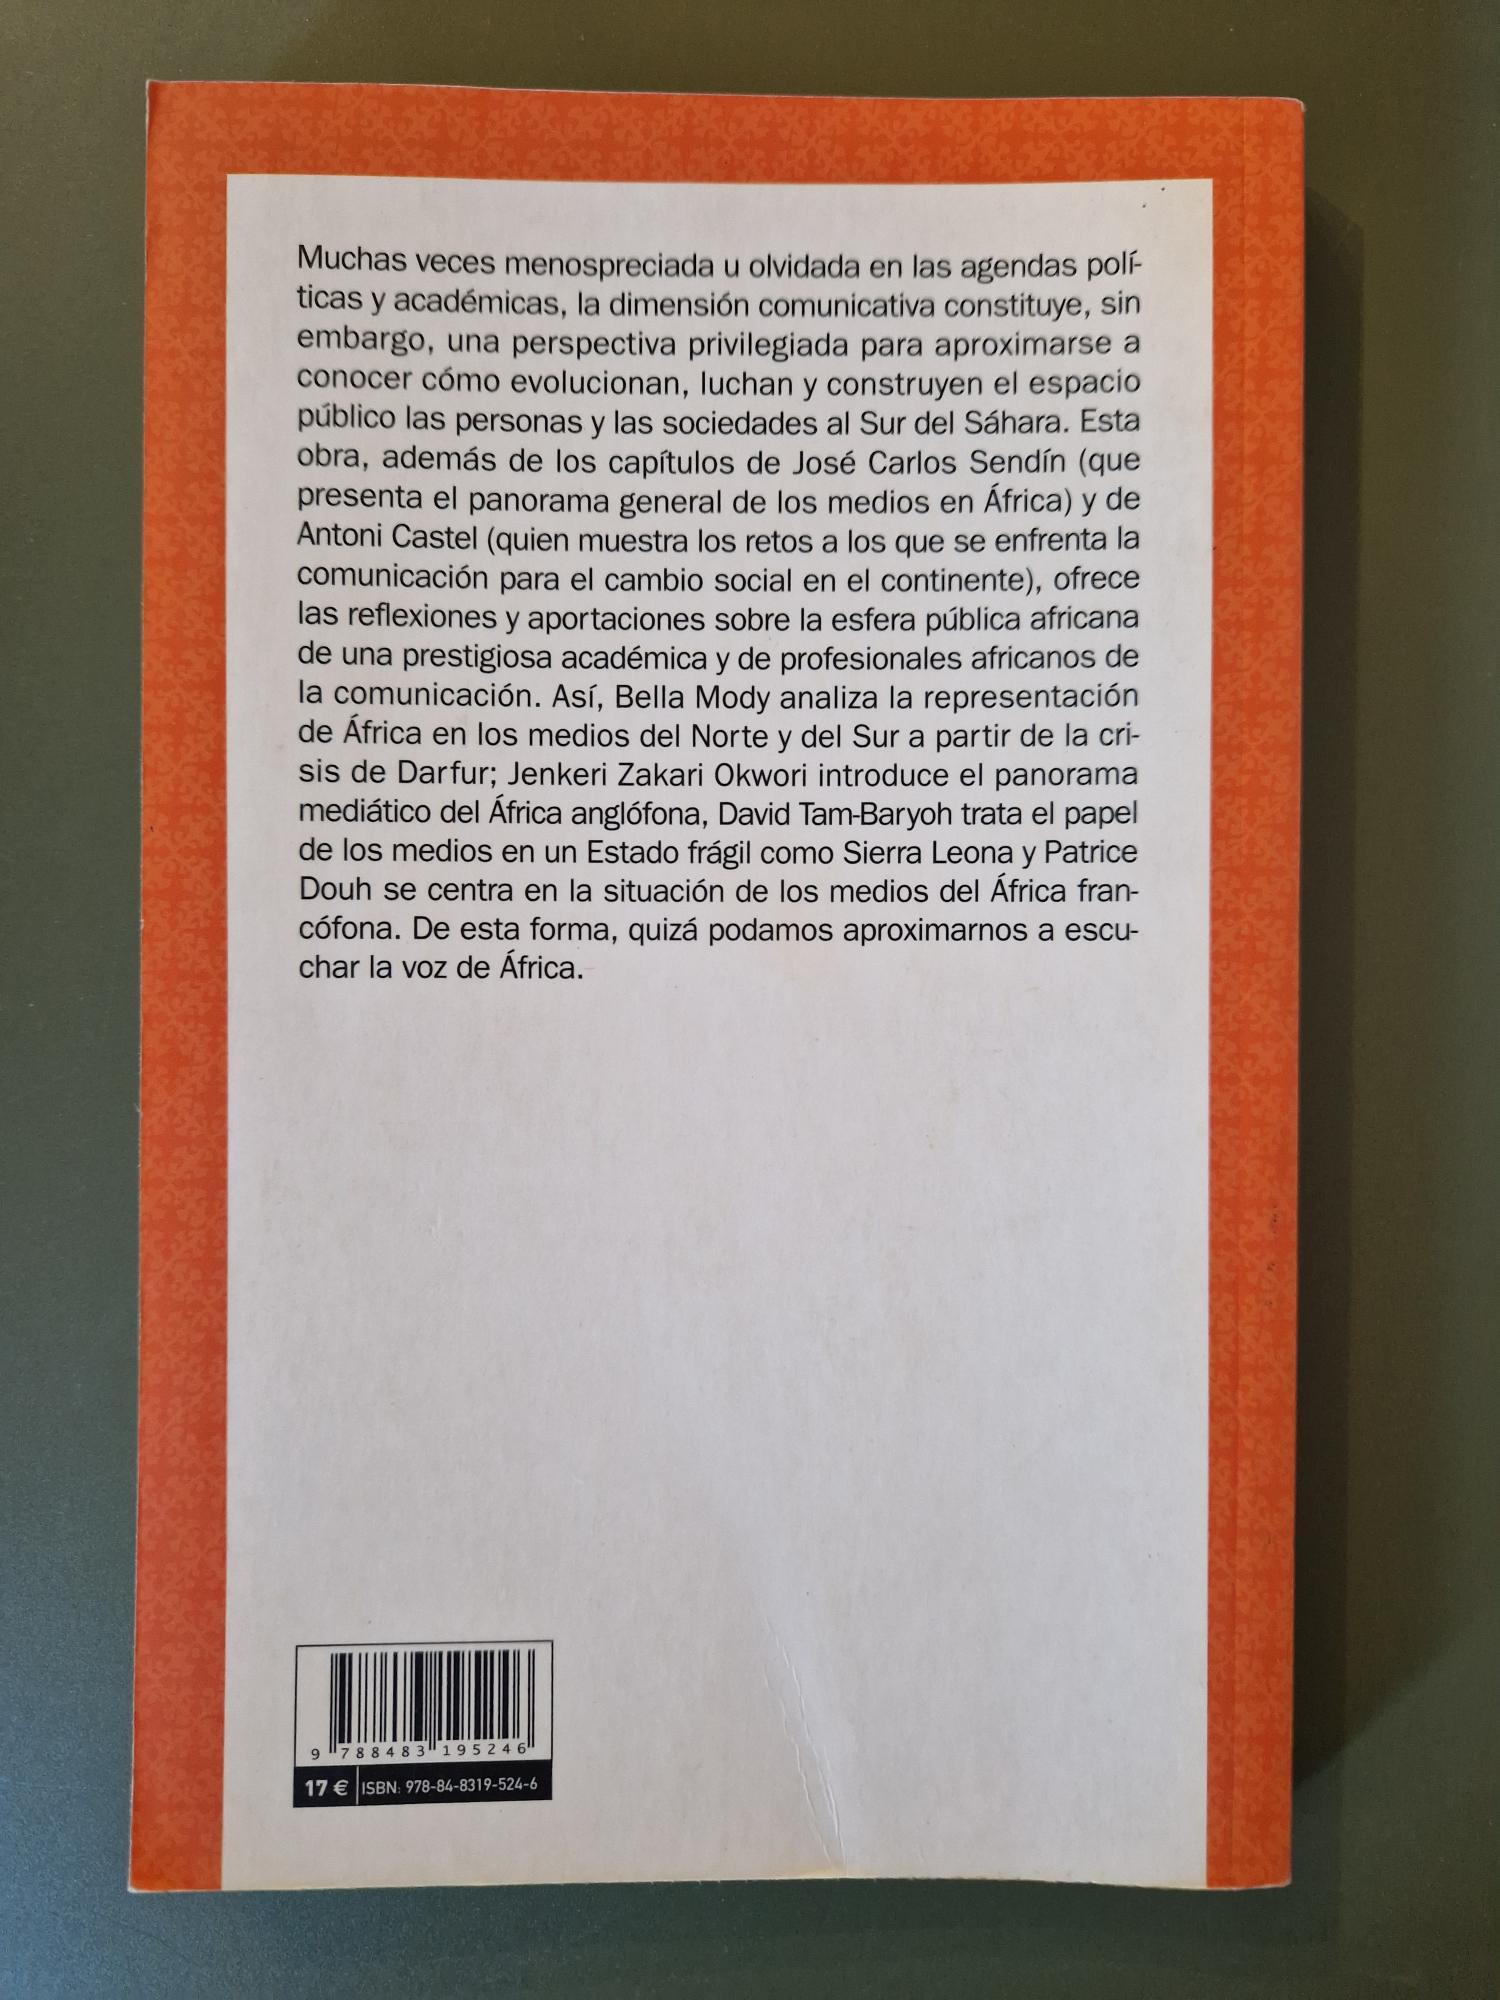 Muchas veces menospreciada u olvidada en las agendas polí-
ticas y académicas, la dimensión comunicativa constituye, sin
embargo, una perspectiva privilegiada para aproximarse a
conocer cómo evolucionan, luchan y construyen el espacio
público las personas y las sociedades al Sur del Sáhara. Esta
obra, además de los capítulos de José Carlos Sendín (que
presenta el panorama general de los medios en África) y de
Antoni Castel (quien muestra los retos a los que se enfrenta la
comunicación para el cambio social en el continente), ofrece
las reflexiones y aportaciones sobre la esfera pública africana
de una prestigiosa académica y de profesionales africanos de
la comunicación. Así, Bella Mody analiza la representación
de África en los medios del Norte y del Sur a partir de la cri-
sis de Darfur; Jenkeri Zakari Okwori introduce el panorama
mediático del África anglófona, David Tam-Baryoh trata el papel
de los medios en un Estado frágil como Sierra Leona y Patrice
Douh se centra en la situación de los medios del África fran-
cófona. De esta forma, quizá podamos aproximarnos a escu-
char la voz de África.
9 788483 195246
17 € ISBN: 978-84-8319-524-6